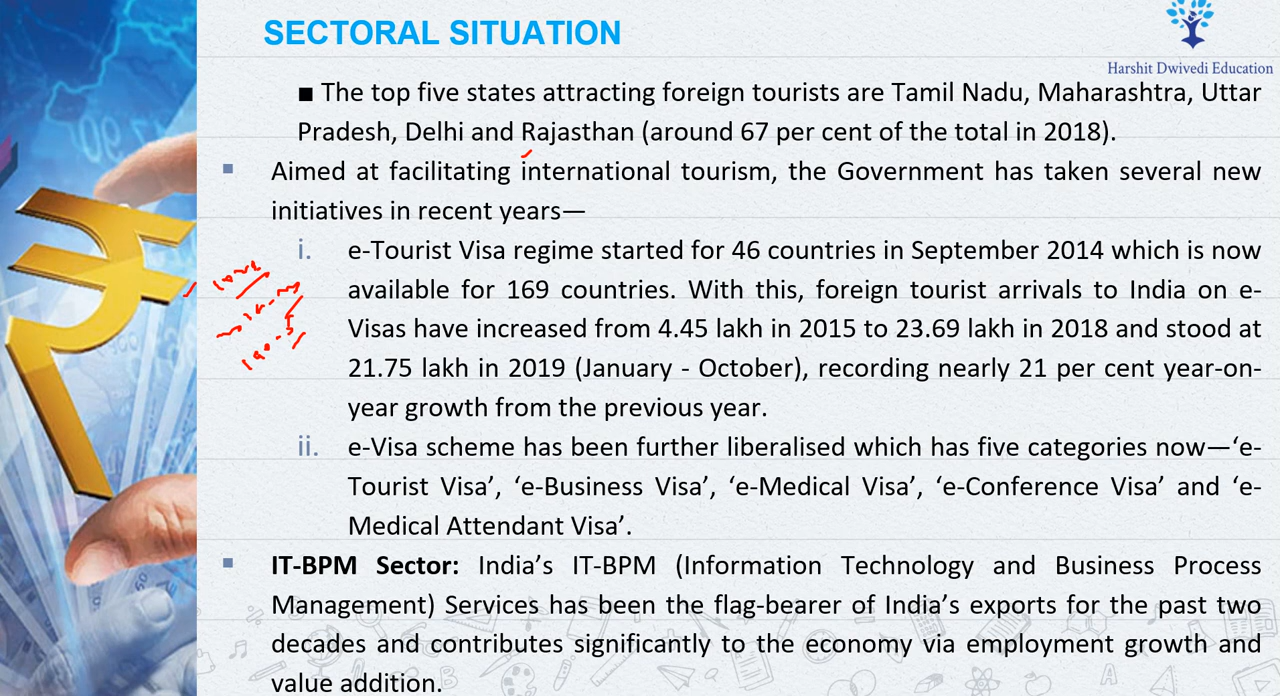 SECTORAL SITUATION
Harshit Dwivedi Education
■ The top five states attracting foreign tourists are Tamil Nadu, Maharashtra, Uttar
Pradesh, Delhi and Rajasthan (around 67 per cent of the total in 2018).
▪ Aimed at facilitating international tourism, the Government has taken several new
initiatives in recent years—
i. e-Tourist Visa regime started for 46 countries in September 2014 which is now
available for 169 countries. With this, foreign tourist arrivals to India on e-
Visas have increased from 4.45 lakh in 2015 to 23.69 lakh in 2018 and stood at
21.75 lakh in 2019 (January - October), recording nearly 21 per cent year-on-
year growth from the previous year.
ii. e-Visa scheme has been further liberalised which has five categories now—‘e-
Tourist Visa’, ‘e-Business Visa’, ‘e-Medical Visa’, ‘e-Conference Visa’ and ‘e-
Medical Attendant Visa’.
▪ IT-BPM Sector: India’s IT-BPM (Information Technology and Business Process
Management) Services has been the flag-bearer of India’s exports for the past two
decades and contributes significantly to the economy via employment growth and
value addition.